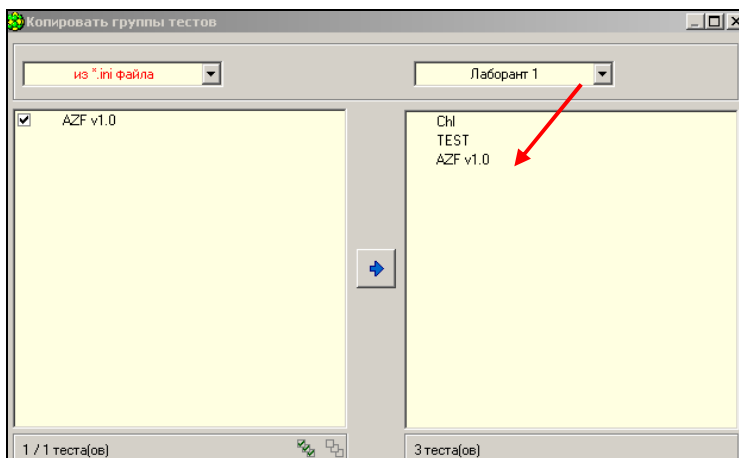 Копировать группы тестов
из *.ini файла
Лаборант 1
AZF v1.0
Chl
TEST
AZF v1.0
1 / 1 теста(ов)
3 теста(ов)